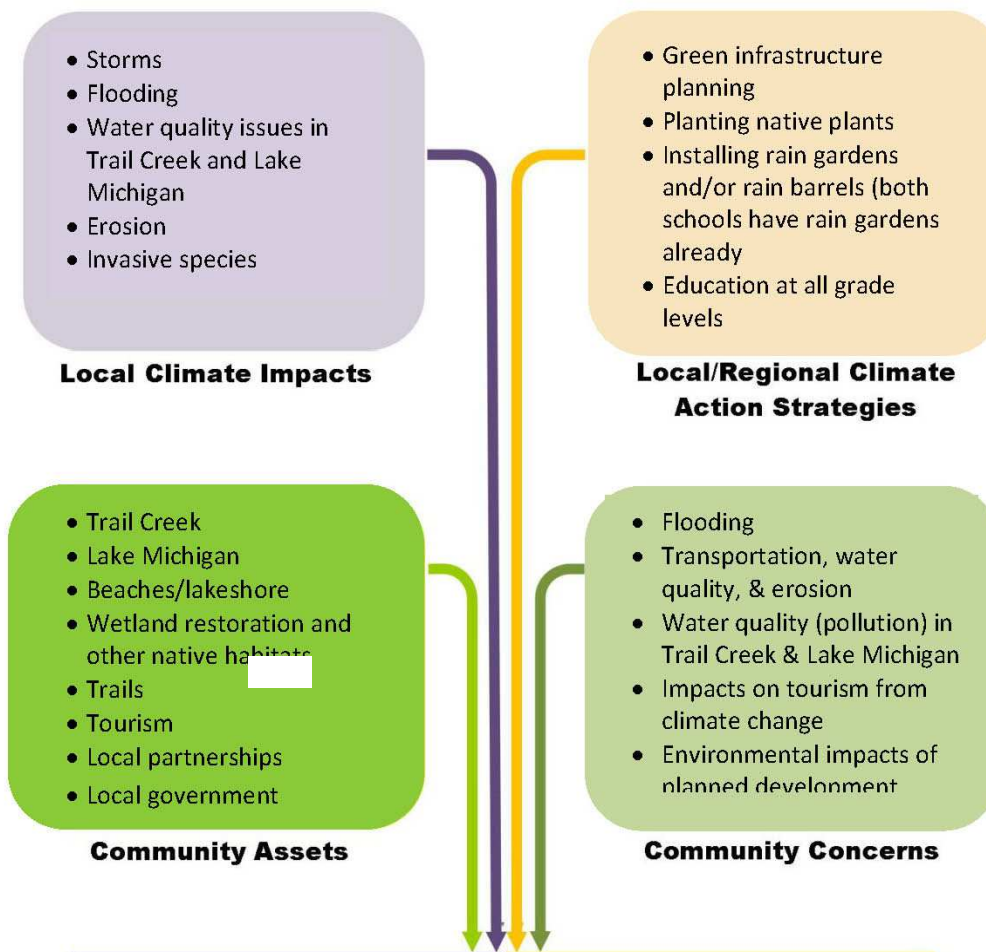 • Storms
• Flooding
• Water quality issues in
Trail Creek and Lake
Michigan
• Erosion
• Invasive species
Local Climate Impacts
• Green infrastructure
planning
• Planting native plants
• Installing rain gardens
and/or rain barrels (both
schools have rain gardens
already
• Education at all grade
levels
Local/Regional Climate
Action Strategies
• Trail Creek
• Lake Michigan
• Beaches/lakeshore
• Wetland restoration and
other native habitats
• Trails
• Tourism
• Local partnerships
• Local government
Community Assets
• Flooding
• Transportation, water
quality, & erosion
• Water quality (pollution) in
Trail Creek & Lake Michigan
• Impacts on tourism from
climate change
• Environmental impacts of
planned development
Community Concerns